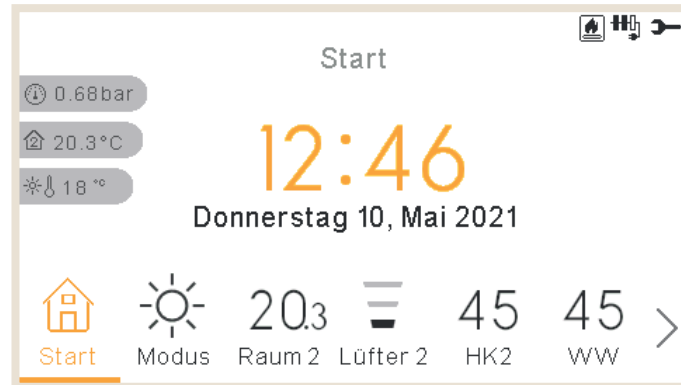 Start
0.68bar
2 20.3°C
18 °C
12:46
Donnerstag 10, Mai 2021
20.3 45 45
Start Modus Raum 2 Lüfter 2 HK2 WW